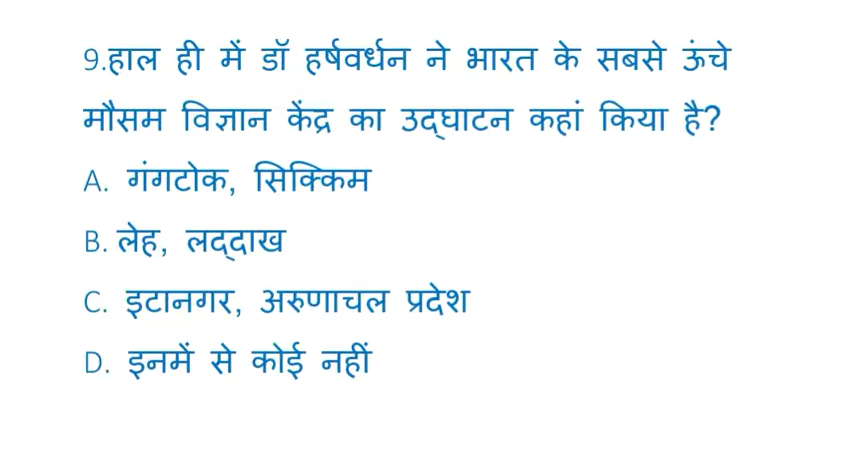 9.हाल ही में डॉ हर्षवर्धन ने भारत के सबसे ऊंचे
मौसम विज्ञान केंद्र का उद्घाटन कहां किया है?
A. गंगटोक, सिक्किम
B. लेह, लद्दाख
C. इटानगर, अरुणाचल प्रदेश
D. इनमें से कोई नहीं